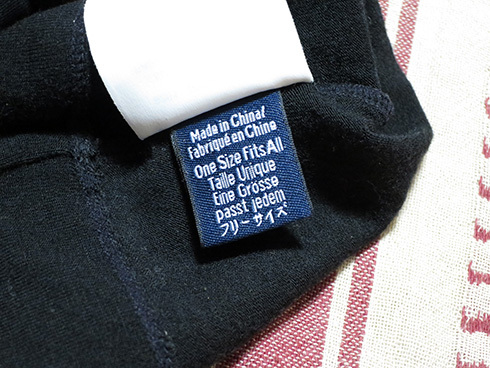 Made in China/
Fabriqué en Chine
One Size Fits All
Taille Unique
Eine Grösse
passt jedem
フリーサイズ